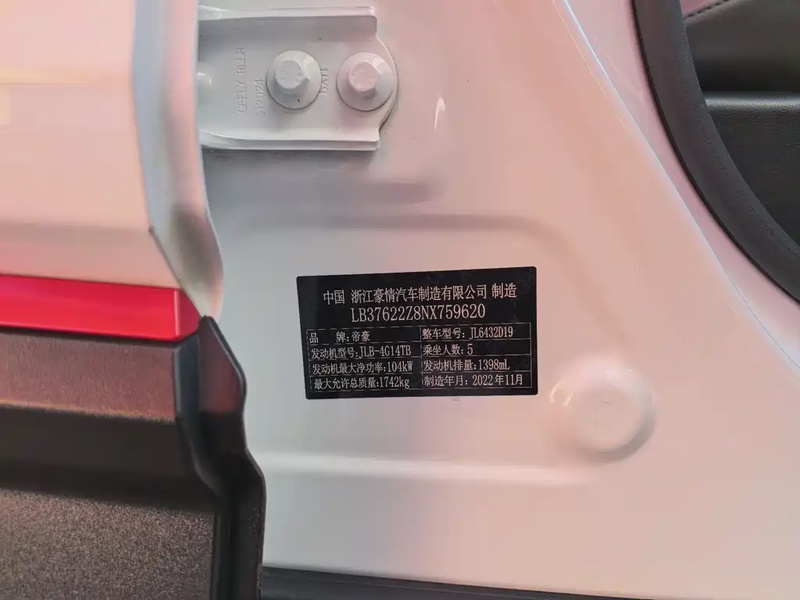 中国 浙江豪情汽车制造有限公司 制造
LB37622Z8NX759620
品 牌:帝豪 整车型号:JL6432D19
发动机型号:JLB-4G14TB 乘坐人数:5
发动机最大净功率:104kW 发动机排量:1398mL
最大允许总质量:1742kg 制造年月:2022年11月